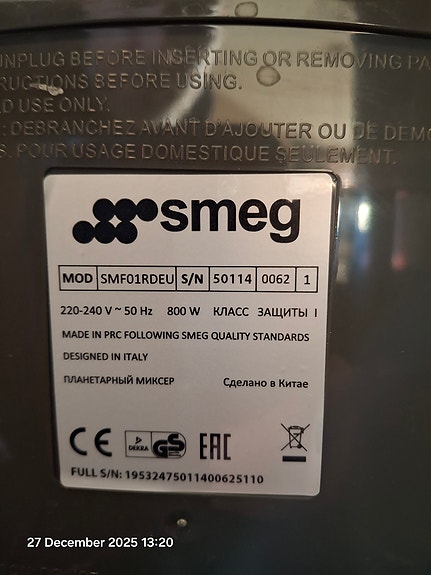 UNPLUG BEFORE INSERTING OR REMOVING PA
RUCTIONS BEFORE USING.
D USE ONLY.
: DEBRANCHEZ AVANT D'AJOUTER OU DE DEMO
S. POUR USAGE DOMESTIQUE SEULEMENT.
smeg
MOD SMF01RDEU S/N 50114 0062 1
220-240 V ~ 50 Hz 800 W КЛАСС ЗАЩИТЫ I
MADE IN PRC FOLLOWING SMEG QUALITY STANDARDS
DESIGNED IN ITALY
ПЛАНЕТАРНЫЙ МИКСЕР Сделано в Китае
CE DEKRA GS EAC
FULL S/N: 19532475011400625110
27 December 2025 13:20